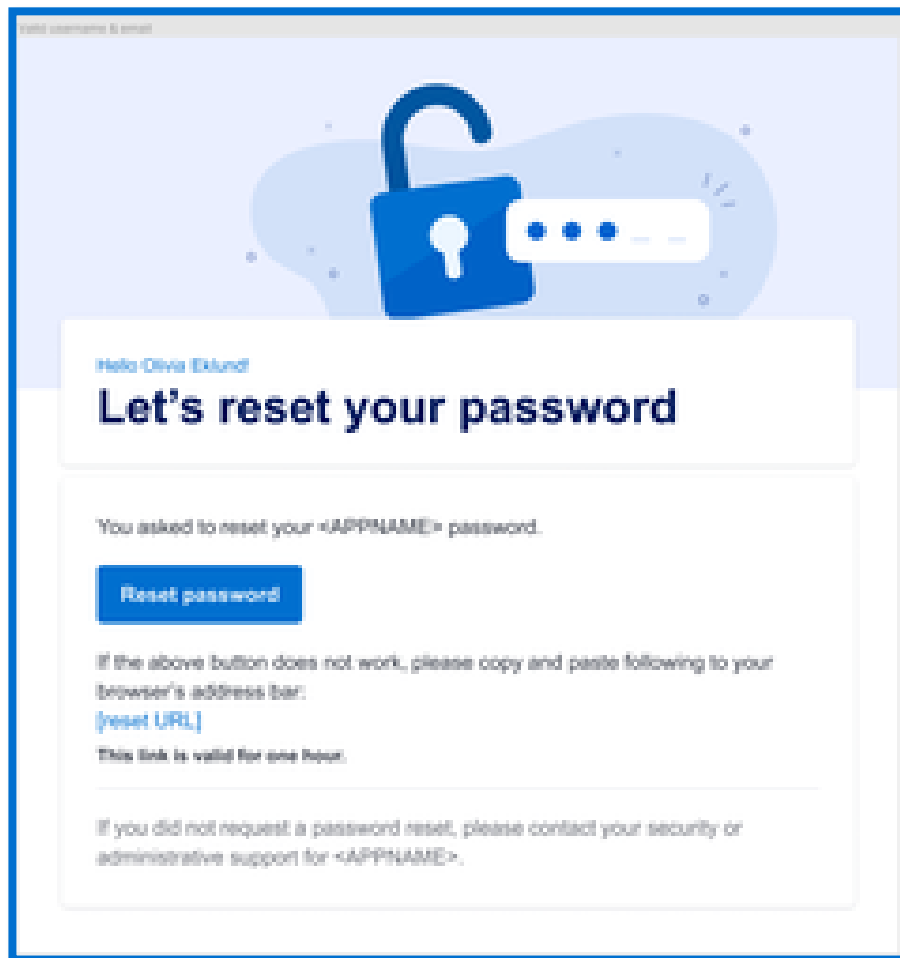 Valid username & email
Hello Olivia Eklund!
Let's reset your password
You asked to reset your <APPNAME> password.
Reset password
If the above button does not work, please copy and paste following to your
browser's address bar:
[reset URL]
This link is valid for one hour.
If you did not request a password reset, please contact your security or
administrative support for <APPNAME>.